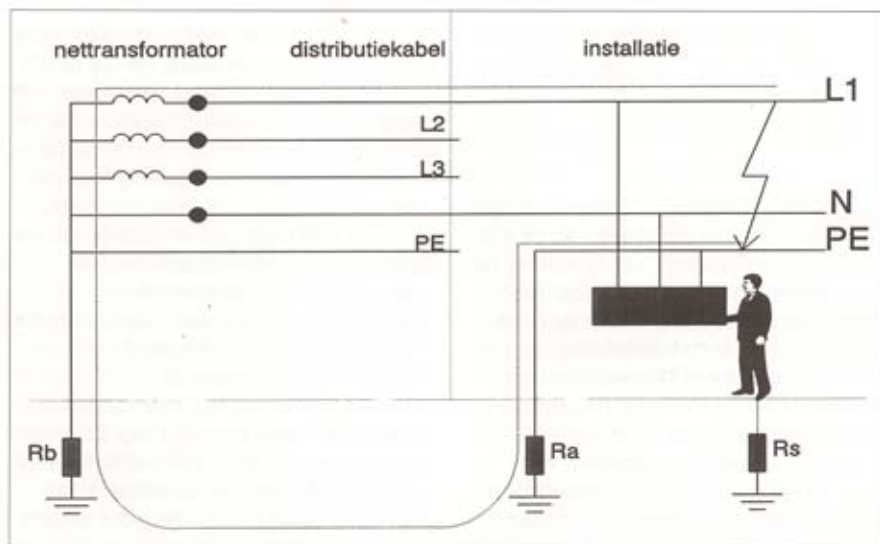 nettransformator distributiekabel installatie
L1
L2
L3
N
PE PE
Rb Ra Rs